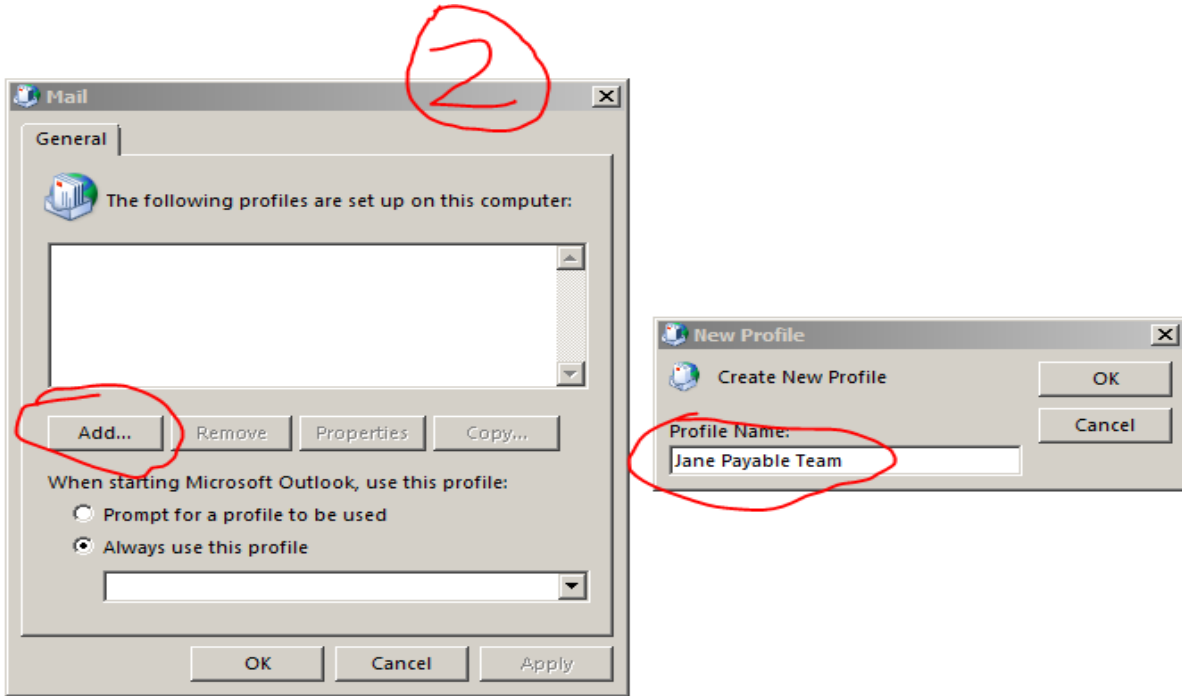 2
Mail
General
The following profiles are set up on this computer:
Add...
Remove
Properties
Copy...
When starting Microsoft Outlook, use this profile:
Prompt for a profile to be used
Always use this profile
OK
Cancel
Apply
New Profile
Create New Profile
OK
Profile Name:
Cancel
Jane Payable Team